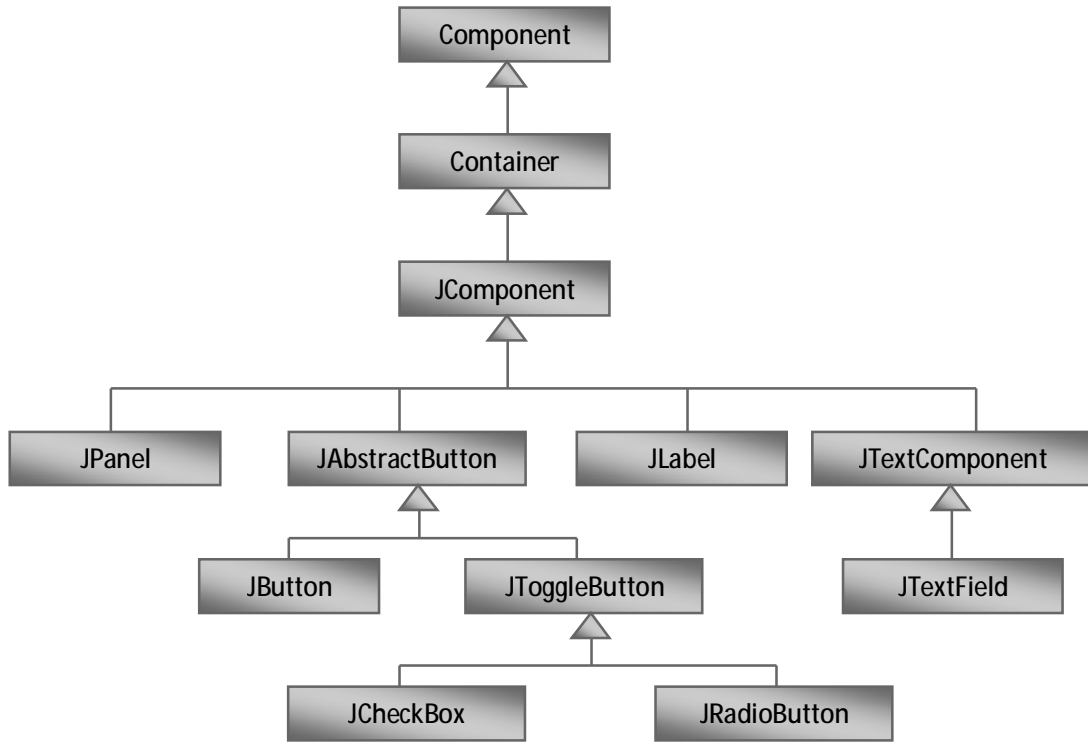 Component
Container
JComponent
JPanel
JAbstractButton
JLabel
JTextComponent
JButton
JToggleButton
JTextField
JCheckBox
JRadioButton